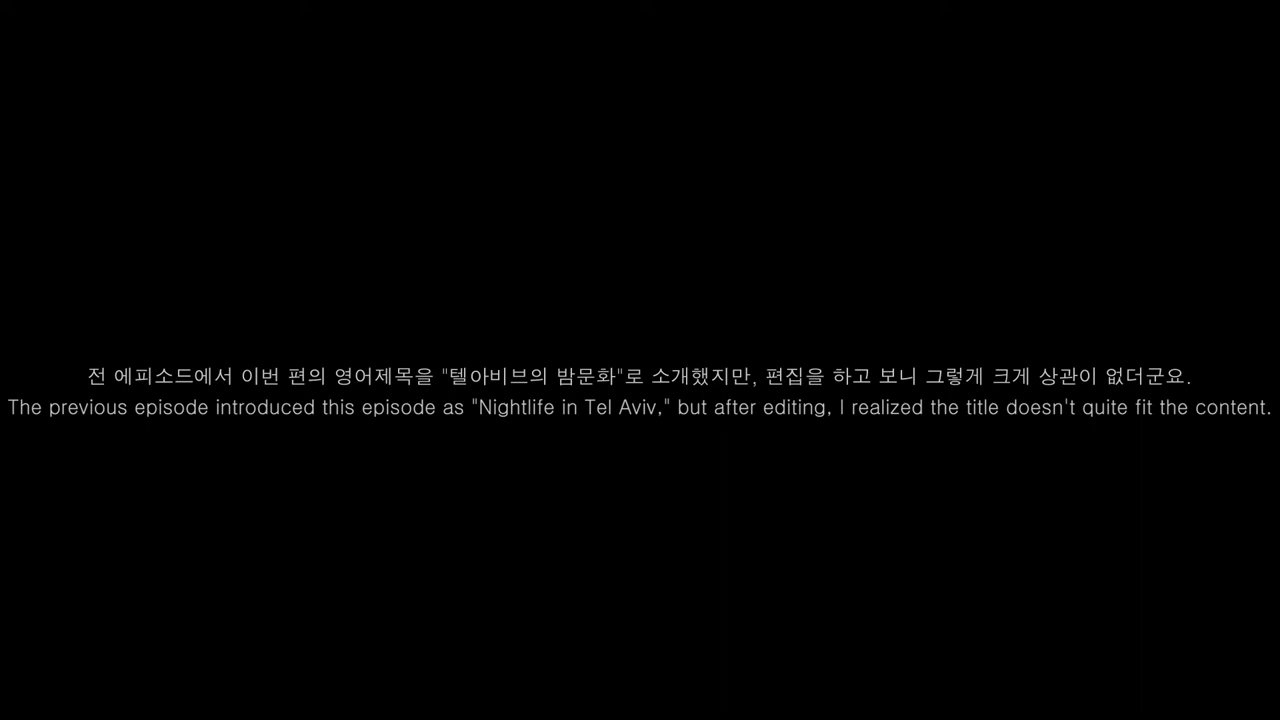 전 에피소드에서 이번 편의 영어제목을 "텔아비브의 밤문화"로 소개했지만, 편집을 하고 보니 그렇게 크게 상관이 없더군요.
The previous episode introduced this episode as "Nightlife in Tel Aviv," but after editing, I realized the title doesn't quite fit the content.